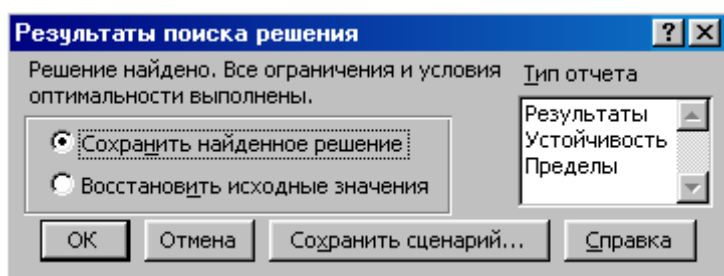 Результаты поиска решения
Решение найдено. Все ограничения и условия
оптимальности выполнены.
Тип отчета
Результаты
Устойчивость
Пределы
Сохранить найденное решение
Восстановить исходные значения
ОК
Отмена
Сохранить сценарий...
Справка